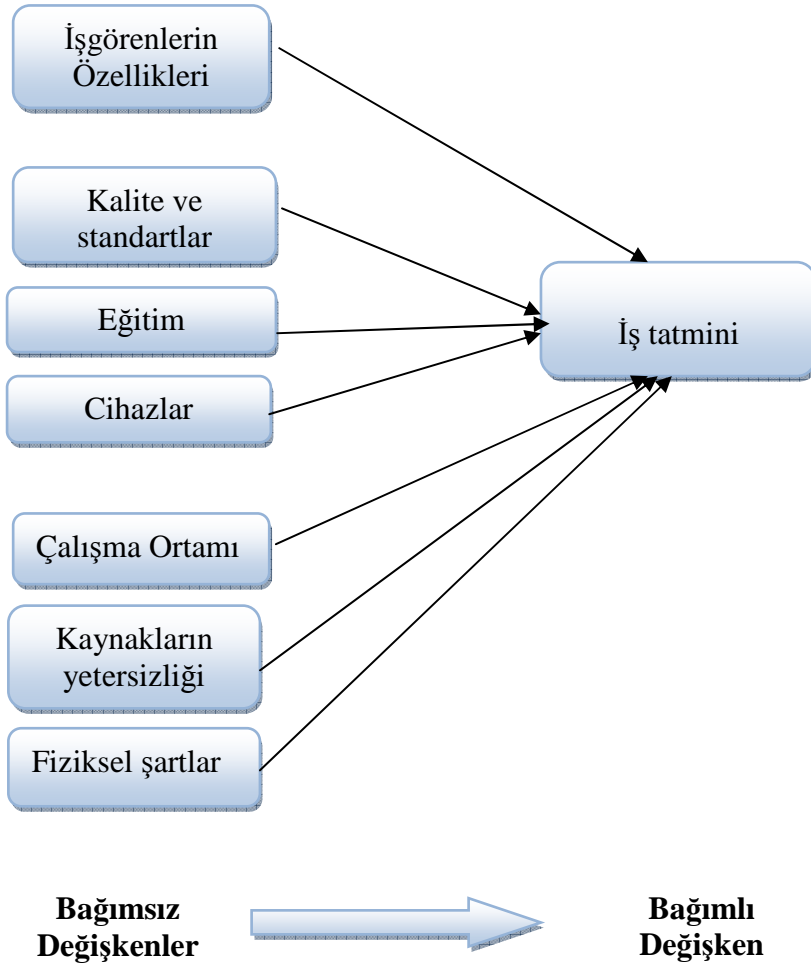 İşgörenlerin
Özellikleri
Kalite ve
standartlar
Eğitim
Cihazlar
İş tatmini
Çalışma Ortamı
Kaynakların
yetersizliği
Fiziksel şartlar
Bağımsız
Değişkenler
Bağımlı
Değişken